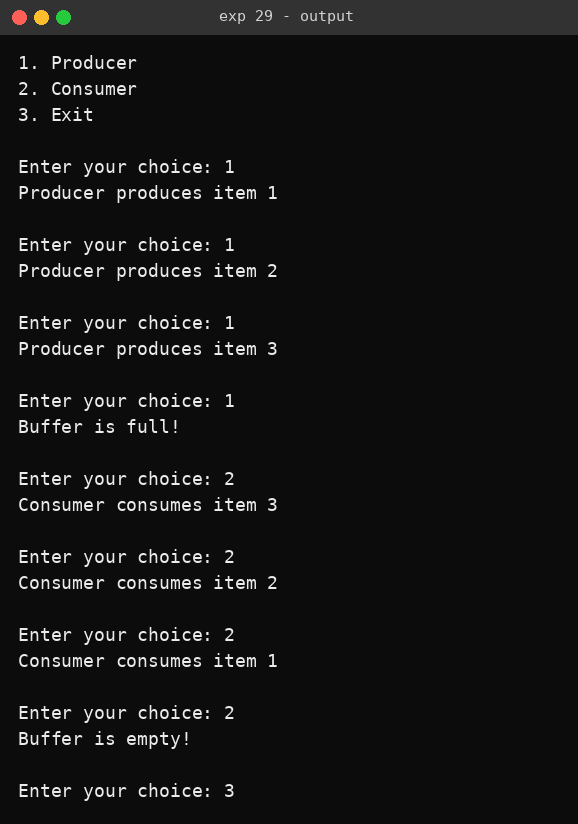 exp 29 - output
1. Producer
2. Consumer
3. Exit
Enter your choice: 1
Producer produces item 1
Enter your choice: 1
Producer produces item 2
Enter your choice: 1
Producer produces item 3
Enter your choice: 1
Buffer is full!
Enter your choice: 2
Consumer consumes item 3
Enter your choice: 2
Consumer consumes item 2
Enter your choice: 2
Consumer consumes item 1
Enter your choice: 2
Buffer is empty!
Enter your choice: 3